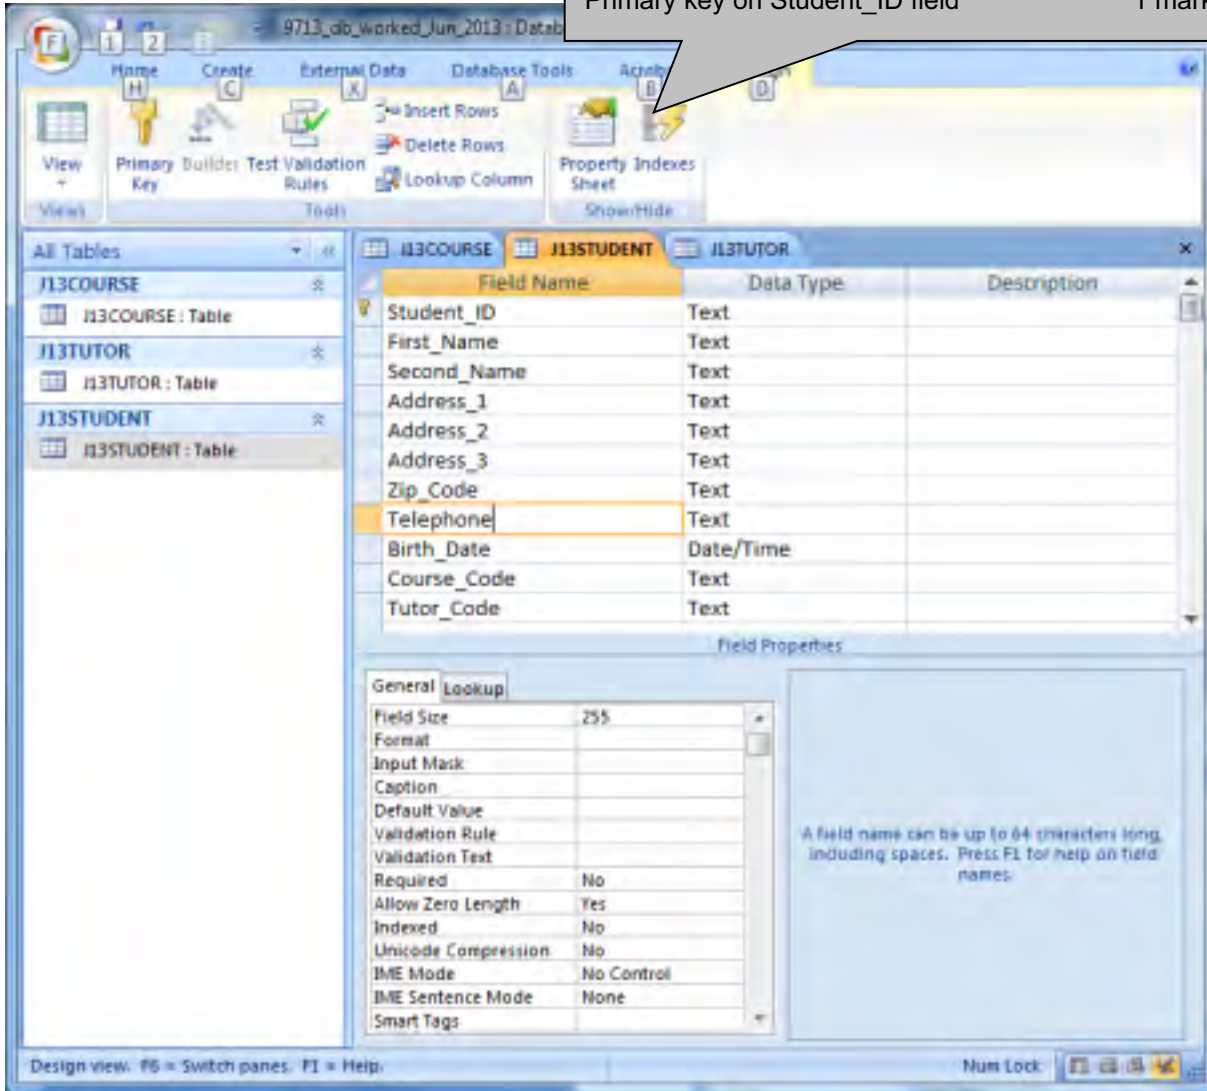 Primary key on Student_ID field 1 mark
9713_db_worked_Jun_2013 : Datab
F 1 2
Home Create External Data Database Tools
H C X A B D
View
Views
Primary Key
Builder
Test Validation Rules
Insert Rows
Delete Rows
Lookup Column
Tools
Property Sheet
Indexes
Show/Hide
All Tables
J13COURSE
J13COURSE : Table
J13TUTOR
J13TUTOR : Table
J13STUDENT
J13STUDENT : Table
J13COURSE J13STUDENT J13TUTOR
Field Name Data Type Description
Student_ID Text
First_Name Text
Second_Name Text
Address_1 Text
Address_2 Text
Address_3 Text
Zip_Code Text
Telephone Text
Birth_Date Date/Time
Course_Code Text
Tutor_Code Text
Field Properties
General Lookup
Field Size 255
Format
Input Mask
Caption
Default Value
Validation Rule
Validation Text
Required No
Allow Zero Length Yes
Indexed No
Unicode Compression No
IME Mode No Control
IME Sentence Mode None
Smart Tags
A field name can be up to 64 characters long,
including spaces. Press F1 for help on field
names.
Design view. F6 = Switch panes. F1 = Help.
Num Lock